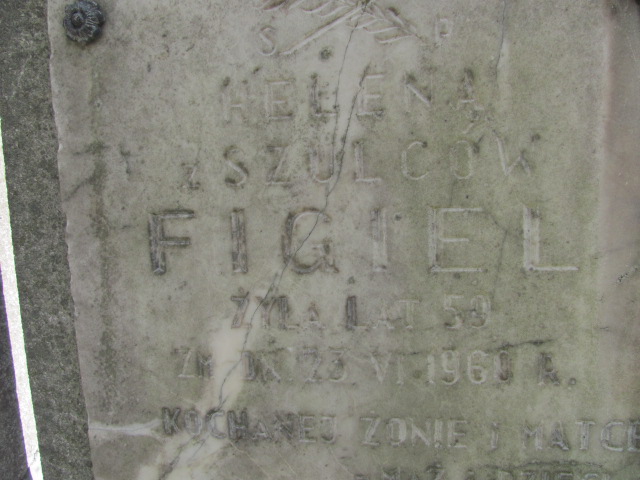 Ś P
HELENA
z SZULCÓW
FIGIEL
ŻYŁA LAT 59
ZM. DN. 23 VI 1960 R.
KOCHANEJ ŻONIE i MATCE